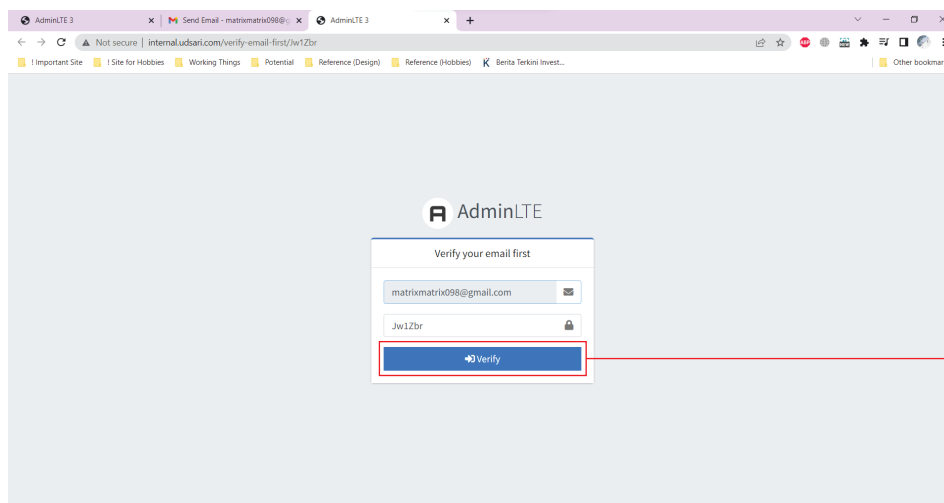 AdminLTE 3
Send Email - matrixmatrix098@g
AdminLTE 3
Not secure | internal.udsari.com/verify-email-first/Jw1Zbr
! Important Site ! Site for Hobbies Working Things Potential Reference (Design) Reference (Hobbies) Berita Terkini Invest... Other bookmar
AdminLTE
Verify your email first
matrixmatrix098@gmail.com
Jw1Zbr
Verify